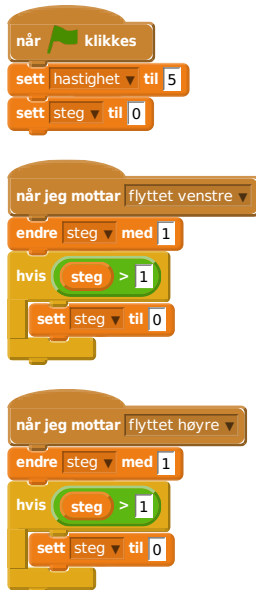 når klikkes
sett hastighet til 5
sett steg til 0
når jeg mottar flyttet venstre
endre steg med 1
hvis steg > 1
sett steg til 0
når jeg mottar flyttet høyre
endre steg med 1
hvis steg > 1
sett steg til 0